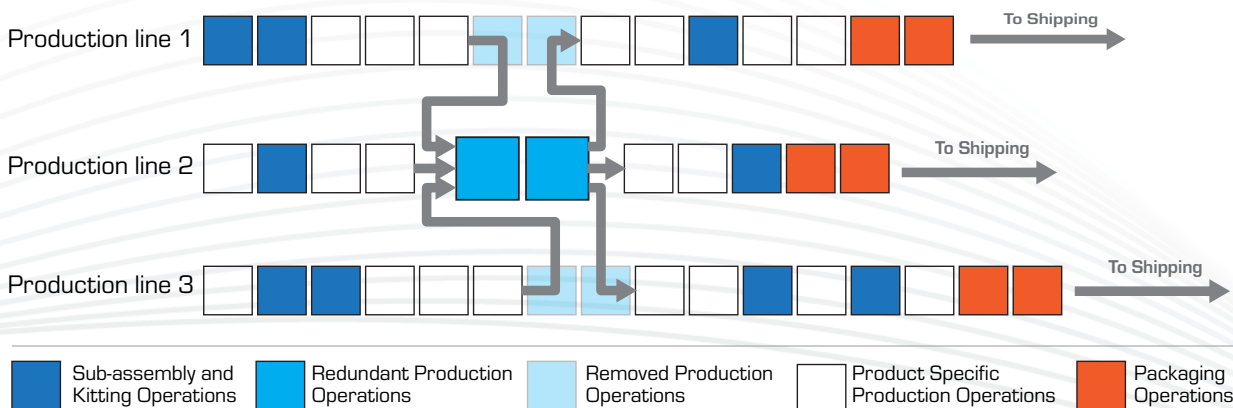 To Shipping
Production line 1
To Shipping
Production line 2
To Shipping
Production line 3
Sub-assembly and
Kitting Operations
Redundant Production
Operations
Removed Production
Operations
Product Specific
Production Operations
Packaging
Operations